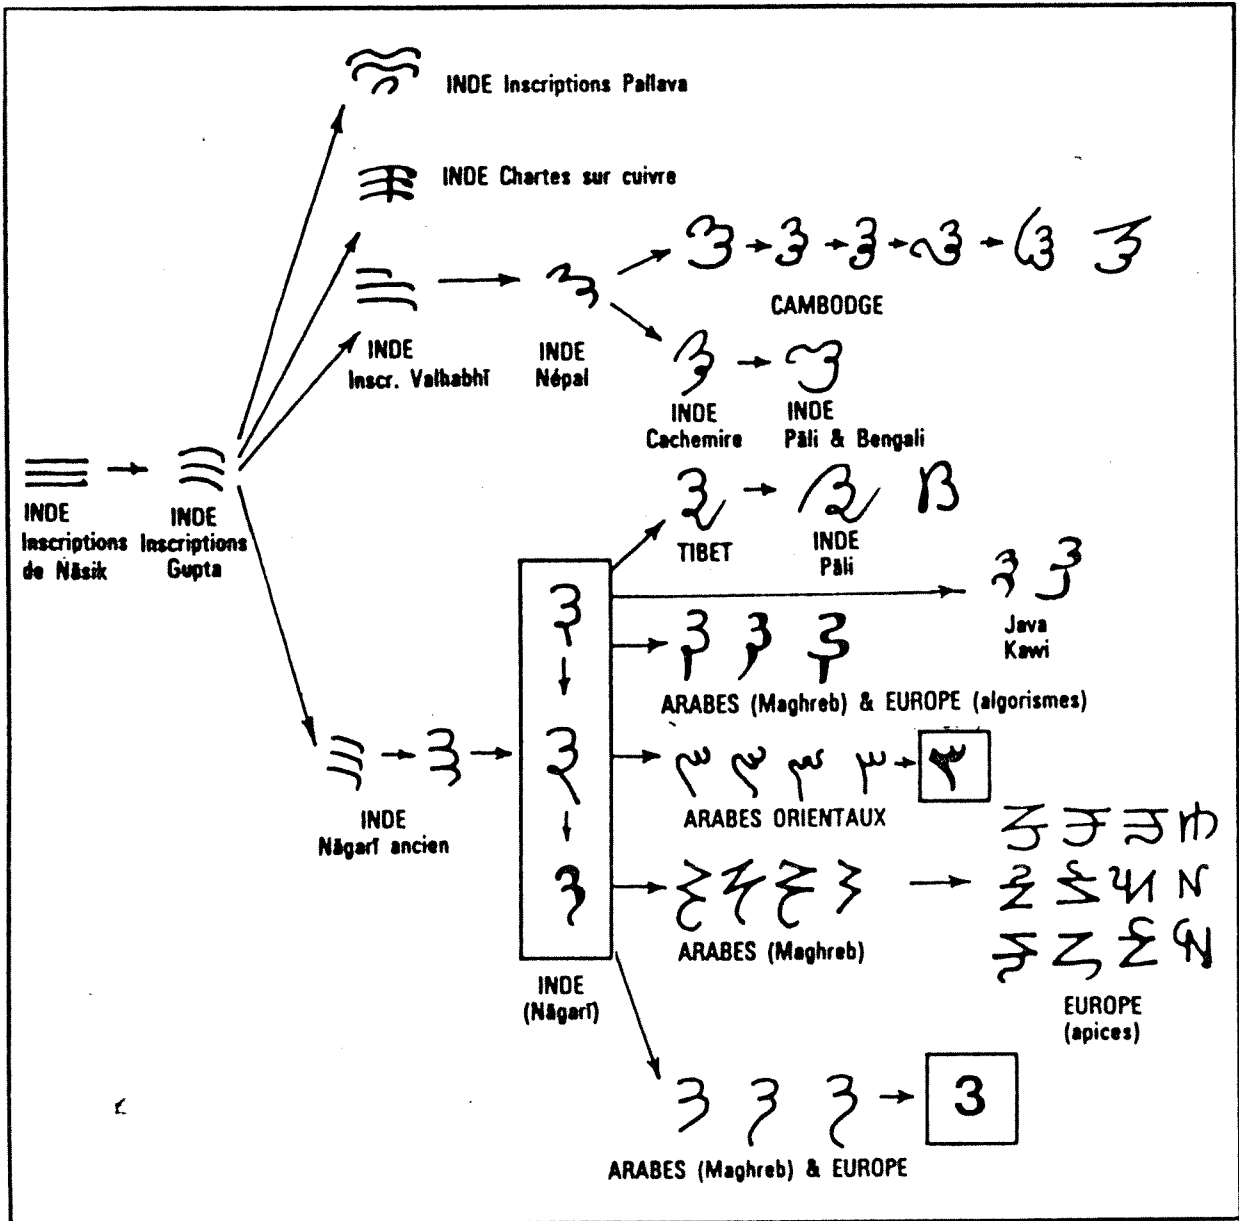 INDE Inscriptions Pallava
INDE Chartes sur cuivre
CAMBODGE
INDE
Inscr. Valhabhī
INDE
Népal
INDE
Cachemire
INDE
Pāli & Bengali
INDE
Inscriptions
de Nāsik
INDE
Inscriptions
Gupta
TIBET
INDE
Pāli
Java
Kawi
ARABES (Maghreb) & EUROPE (algorismes)
INDE
Nāgarī ancien
ARABES ORIENTAUX
ARABES (Maghreb)
INDE
(Nāgarī)
EUROPE
(apices)
3
ARABES (Maghreb) & EUROPE